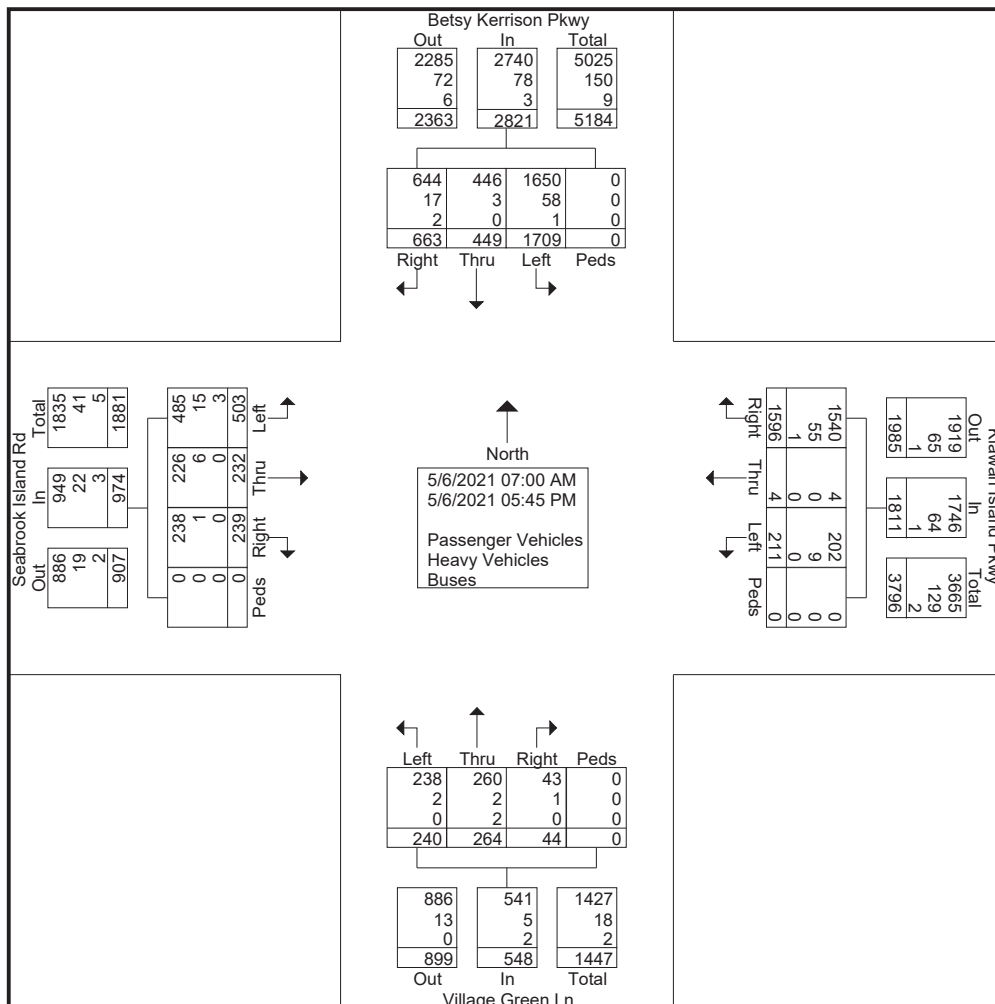 Betsy Kerrison Pkwy
Out In Total
2285 2740 5025
72 78 150
6 3 9
2363 2821 5184
644 446 1650 0
17 3 58 0
2 0 1 0
663 449 1709 0
Right Thru Left Peds
Seabrook Island Rd
Total In Out
1835 949 886
41 22 19
5 3 2
1881 974 907
485 226 238 0
15 6 1 0
3 0 0 0
503 232 239 0
Left Thru Right Peds
North
5/6/2021 07:00 AM
5/6/2021 05:45 PM
Passenger Vehicles
Heavy Vehicles
Buses
Right Thru Left Peds
1596 4 211 0
1 0 0 0
55 0 9 0
1540 4 202 0
Out In Total
1985 1811 3796
1 1 2
65 64 129
1919 1746 3665
Kiawah Island Pkwy
Left Thru Right Peds
238 260 43 0
2 2 1 0
0 2 0 0
240 264 44 0
886 541 1427
13 5 18
0 2 2
899 548 1447
Out In Total
Village Green Ln